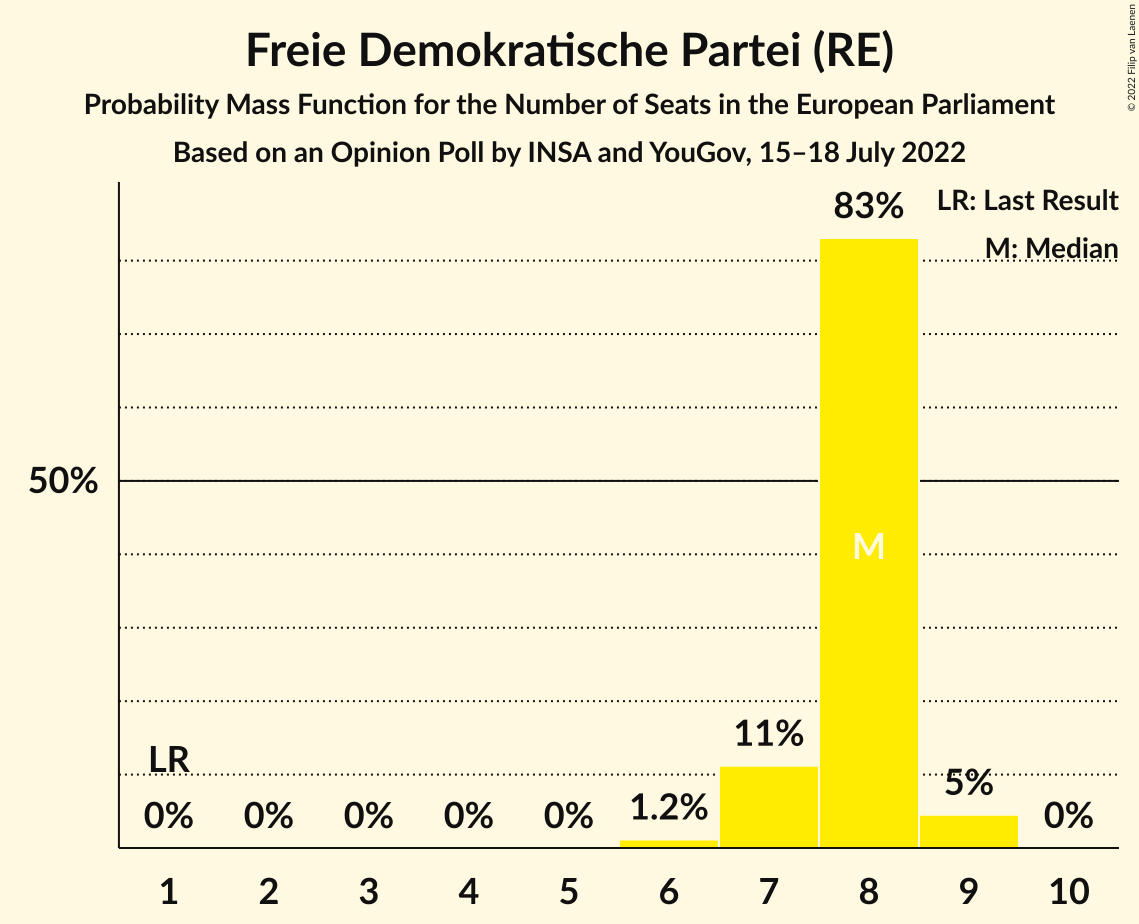 Freie Demokratische Partei (RE)
Probability Mass Function for the Number of Seats in the European Parliament
Based on an Opinion Poll by INSA and YouGov, 15–18 July 2022
© 2022 Filip van Laenen
LR: Last Result
M: Median
83%
50%
M
11%
LR
5%
1.2%
0% 0% 0% 0% 0% 0%
1 2 3 4 5 6 7 8 9 10